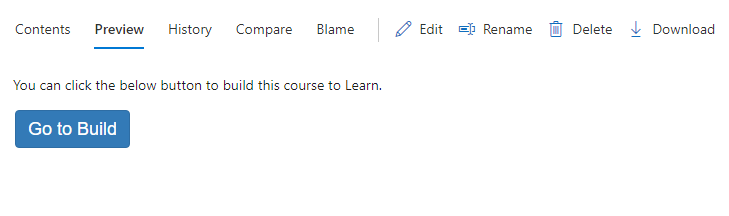 Contents Preview History Compare Blame Edit Rename Delete Download
You can click the below button to build this course to Learn.
Go to Build